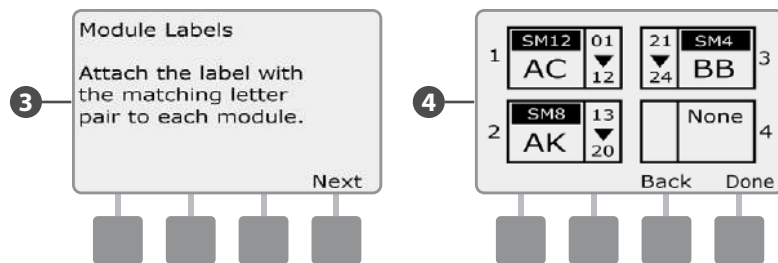 3
Module Labels
Attach the label with
the matching letter
pair to each module.
Next
4
1 SM12 AC 01 ▼ 12
21 ▼ 24 SM4 BB 3
2 SM8 AK 13 ▼ 20
None 4
Back Done